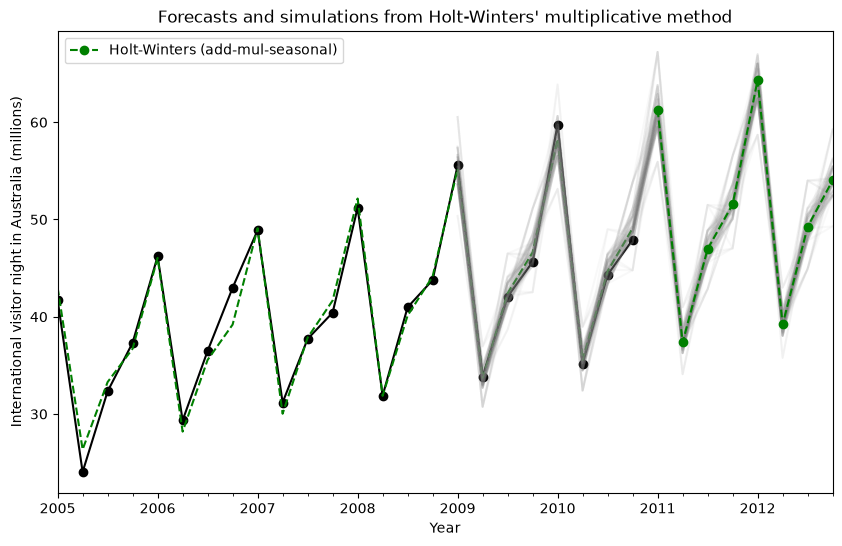 Forecasts and simulations from Holt-Winters' multiplicative method
Holt-Winters (add-mul-seasonal)
International visitor night in Australia (millions)
60
50
40
30
2005 2006 2007 2008 2009 2010 2011 2012
Year